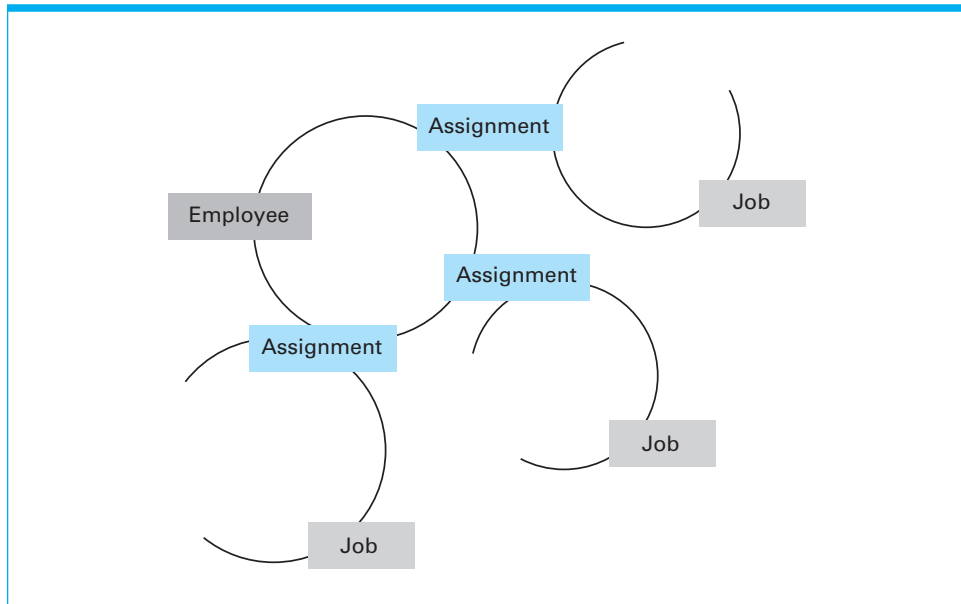 Assignment
Job
Employee
Assignment
Assignment
Job
Job